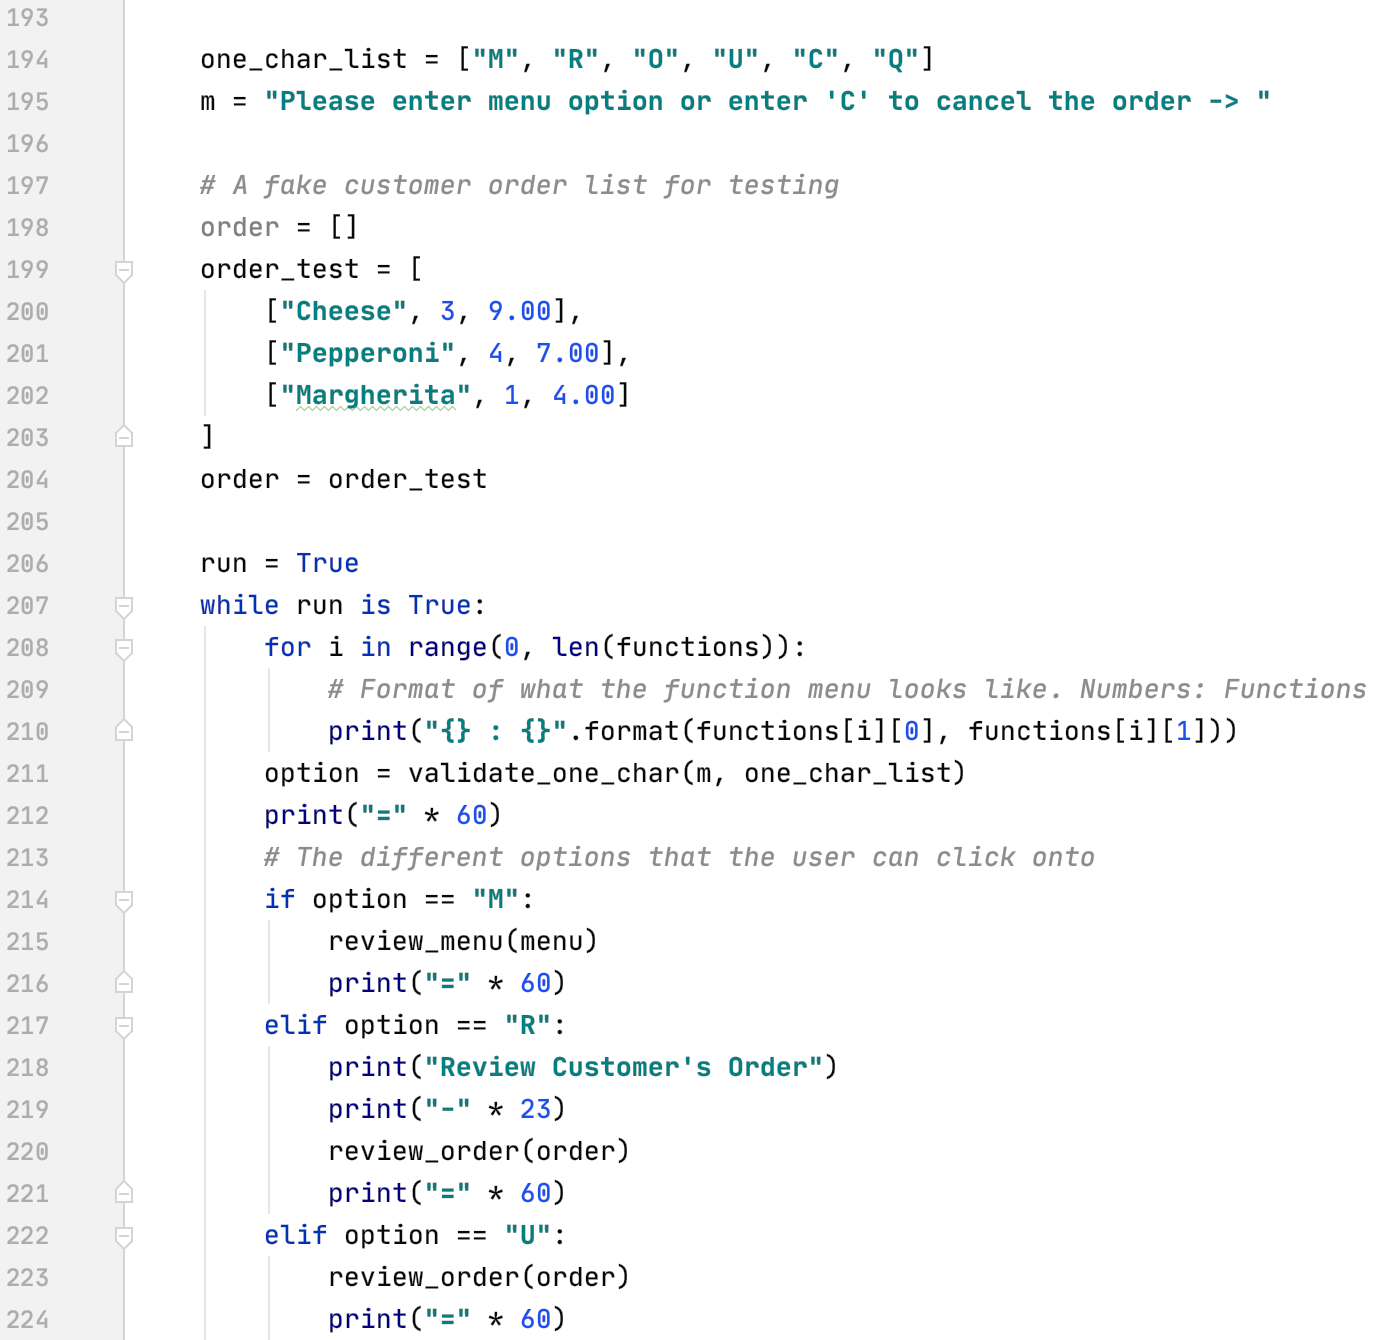 193
194 one_char_list = ["M", "R", "O", "U", "C", "Q"]
195 m = "Please enter menu option or enter 'C' to cancel the order -> "
196
197 # A fake customer order list for testing
198 order = []
199 order_test = [
200 ["Cheese", 3, 9.00],
201 ["Pepperoni", 4, 7.00],
202 ["Margherita", 1, 4.00]
203 ]
204 order = order_test
205
206 run = True
207 while run is True:
208 for i in range(0, len(functions)):
209 # Format of what the function menu looks like. Numbers: Functions
210 print("{} : {}".format(functions[i][0], functions[i][1]))
211 option = validate_one_char(m, one_char_list)
212 print("=" * 60)
213 # The different options that the user can click onto
214 if option == "M":
215 review_menu(menu)
216 print("=" * 60)
217 elif option == "R":
218 print("Review Customer's Order")
219 print("-" * 23)
220 review_order(order)
221 print("=" * 60)
222 elif option == "U":
223 review_order(order)
224 print("=" * 60)